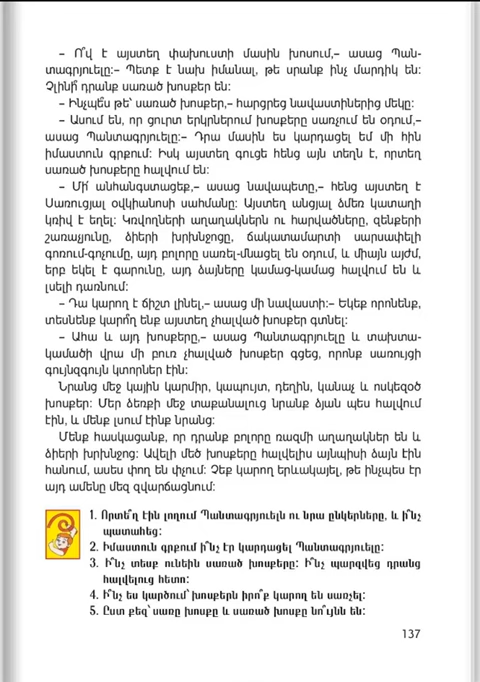 – Ո՞վ է այստեղ փախուստի մասին խոսում,– ասաց Պան-
տագրյուելը:– Պետք է նախ իմանալ, թե սրանք ինչ մարդիկ են:
Չլինի՞ դրանք սառած խոսքեր են:
– Ինչպե՞ս թե՝ սառած խոսքեր,– հարցրեց նավաստիներից մեկը:
– Ասում են, որ ցուրտ երկրներում խոսքերը սառչում են օդում,–
ասաց Պանտագրյուելը:– Դրա մասին ես կարդացել եմ մի հին
իմաստուն գրքում: Իսկ այստեղ գուցե հենց այն տեղն է, որտեղ
սառած խոսքերը հալվում են:
– Մի՛ անհանգստացեք,– ասաց նավապետը,– հենց այստեղ է
Սառուցյալ օվկիանոսի սահմանը: Այստեղ անցյալ ձմեռ կատաղի
կռիվ է եղել: Կռվողների աղաղակներն ու հարվածները, զենքերի
շառաչյունը, ձիերի խրխնջոցը, ճակատամարտի սարսափելի
գոռում-գոչումը, այդ բոլորը սառել-մնացել են օդում, և միայն այժմ,
երբ եկել է գարունը, այդ ձայները կամաց-կամաց հալվում են և
լսելի դառնում:
– Դա կարող է ճիշտ լինել,– ասաց մի նավաստի:– Եկեք որոնենք,
տեսնենք կարո՞ղ ենք այստեղ չհալված խոսքեր գտնել:
– Ահա և այդ խոսքերը,– ասաց Պանտագրյուելը և տախտա-
կամածի վրա մի բուռ չհալված խոսքեր գցեց, որոնք սառույցի
գույնզգույն կտորներ էին:
Նրանց մեջ կային կարմիր, կապույտ, դեղին, կանաչ և ոսկեզօծ
խոսքեր: Մեր ձեռքի մեջ տաքանալուց նրանք ձյան պես հալվում
էին, և մենք լսում էինք նրանց:
Մենք հասկացանք, որ դրանք բոլորը ռազմի աղաղակներ են և
ձիերի խրխնջոց: Ավելի մեծ խոսքերը հալվելիս այնպիսի ձայն էին
հանում, ասես փող են փչում: Չեք կարող երևակայել, թե ինչպես էր
այդ ամենը մեզ զվարճացնում:
1. Որտե՞ղ էին լողում Պանտագրյուելն ու նրա ընկերները, և ի՞նչ
պատահեց:
2. Իմաստուն գրքում ի՞նչ էր կարդացել Պանտագրյուելը:
3. Ի՞նչ տեսք ունեին սառած խոսքերը: Ի՞նչ պարզվեց դրանց
հալվելուց հետո:
4. Ի՞նչ ես կարծում՝ խոսքերն իրո՞ք կարող են սառչել:
5. Ըստ քեզ՝ սառը խոսքը և սառած խոսքը նո՞ւյնն են:
137